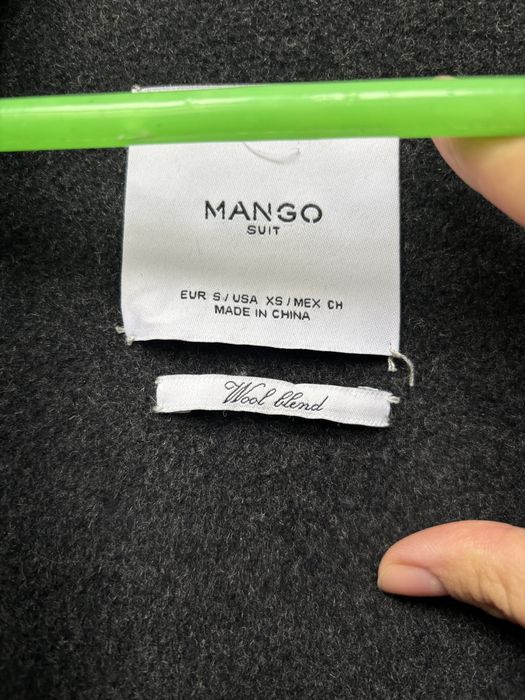 MANGO
SUIT
EUR S / USA XS / MEX CH
MADE IN CHINA
Wool blend